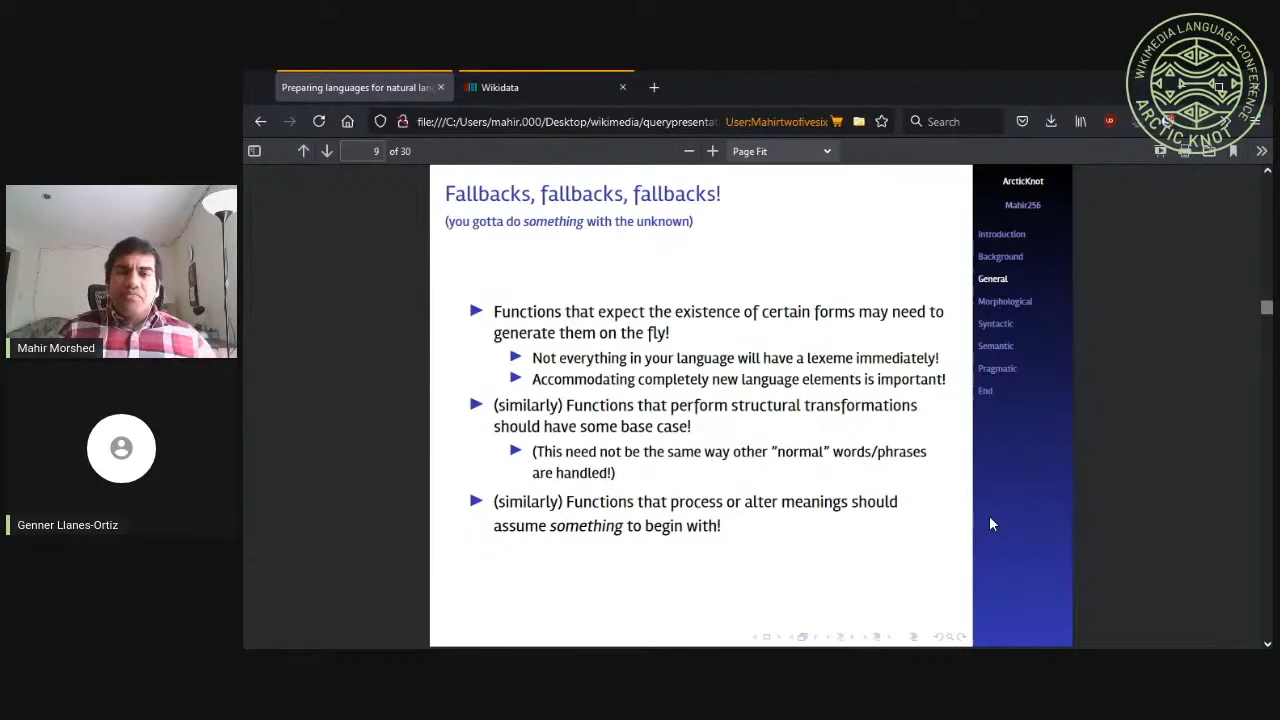 WIKIMEDIA LANGUAGE CONFERENCE
ARCTIC KNOT
Preparing languages for natural lan
Wikidata
file:///C:/Users/mahir.000/Desktop/wikimedia/querypresentat
User:Mahirtwofivesix
Search
9 of 30
Page Fit
Fallbacks, fallbacks, fallbacks!
(you gotta do something with the unknown)
Functions that expect the existence of certain forms may need to
generate them on the fly!
Not everything in your language will have a lexeme immediately!
Accommodating completely new language elements is important!
(similarly) Functions that perform structural transformations
should have some base case!
(This need not be the same way other "normal" words/phrases
are handled!)
(similarly) Functions that process or alter meanings should
assume something to begin with!
ArcticKnot
Mahir256
Introduction
Background
General
Morphological
Syntactic
Semantic
Pragmatic
End
Mahir Morshed
Genner Llanes-Ortiz